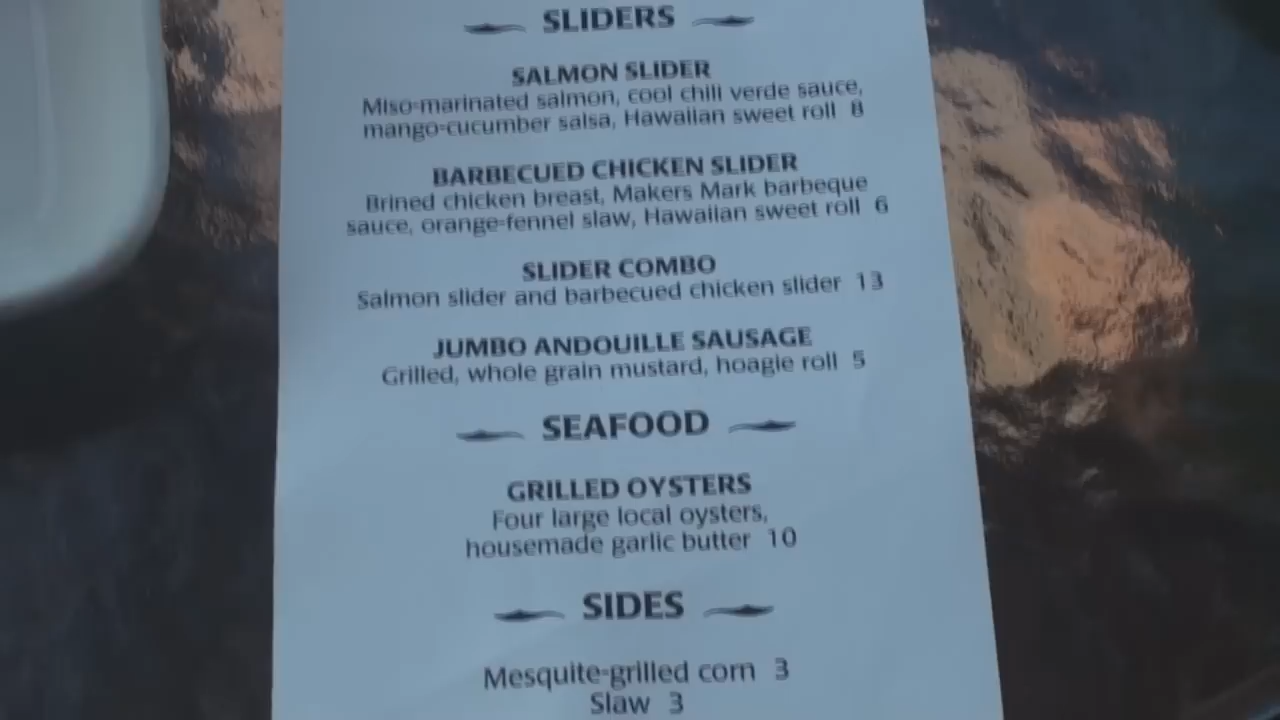 SLIDERS
SALMON SLIDER
Miso-marinated salmon, cool chili verde sauce,
mango-cucumber salsa, Hawaiian sweet roll 8
BARBECUED CHICKEN SLIDER
Brined chicken breast, Makers Mark barbeque
sauce, orange-fennel slaw, Hawaiian sweet roll 6
SLIDER COMBO
Salmon slider and barbecued chicken slider 13
JUMBO ANDOUILLE SAUSAGE
Grilled, whole grain mustard, hoagie roll 5
SEAFOOD
GRILLED OYSTERS
Four large local oysters,
housemade garlic butter 10
SIDES
Mesquite-grilled corn 3
Slaw 3